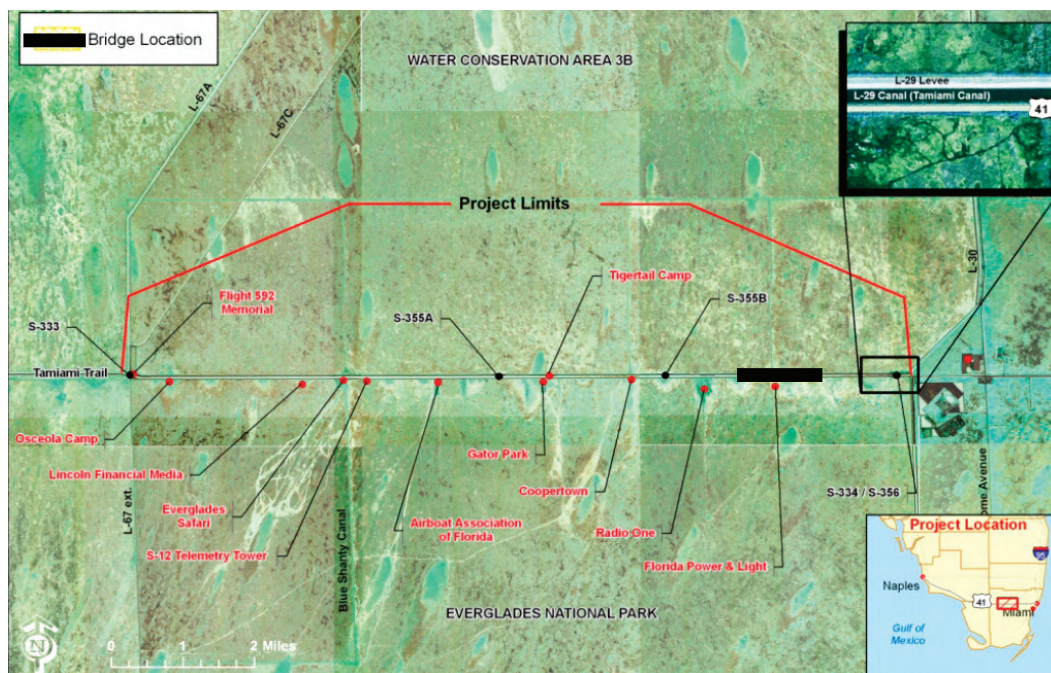 Bridge Location
WATER CONSERVATION AREA 3B
L-67A
L-67C
L-29 Levee
L-29 Canal (Tamiami Canal)
41
Project Limits
L-30
Tigertail Camp
Flight 592
Memorial
S-355A
S-355B
S-333
Tamiami Trail
Osceola Camp
Lincoln Financial Media
Gator Park
Everglades
Safari
Coopertown
S-334 / S-356
L-67 ext.
S-12 Telemetry Tower
Blue Shanty Canal
Airboat Association
of Florida
Radio One
Florida Power & Light
ome Avenue
Project Location
95
Naples
41
Miami
Gulf of
Mexico
EVERGLADES NATIONAL PARK
N
0 1 2 Miles